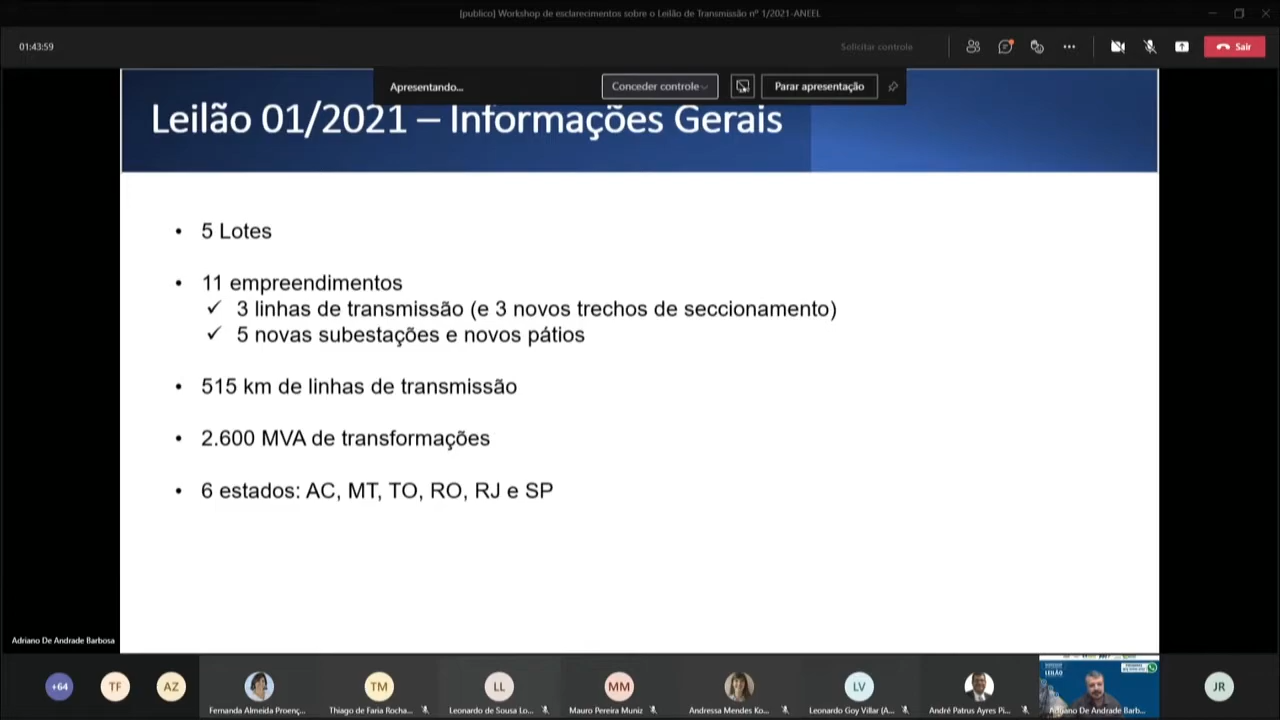 [publico] Workshop de esclarecimentos sobre o Leilão de Transmissão nº 1/2021-ANEEL
01:43:59
Solicitar controle
Sair
Apresentando...
Conceder controle
Parar apresentação
Leilão 01/2021 – Informações Gerais
• 5 Lotes
• 11 empreendimentos
✓ 3 linhas de transmissão (e 3 novos trechos de seccionamento)
✓ 5 novas subestações e novos pátios
• 515 km de linhas de transmissão
• 2.600 MVA de transformações
• 6 estados: AC, MT, TO, RO, RJ e SP
Adriano De Andrade Barbosa
+64
TF
AZ
Fernanda Almeida Proenç...
TM
Thiago de Faria Rocha...
LL
Leonardo de Sousa Lo...
MM
Mauro Pereira Muniz
Andressa Mendes Ko...
LV
Leonardo Goy Villar (A...
André Patrus Ayres Pi...
LEILÃO
Adriano De Andrade Barb...
JR